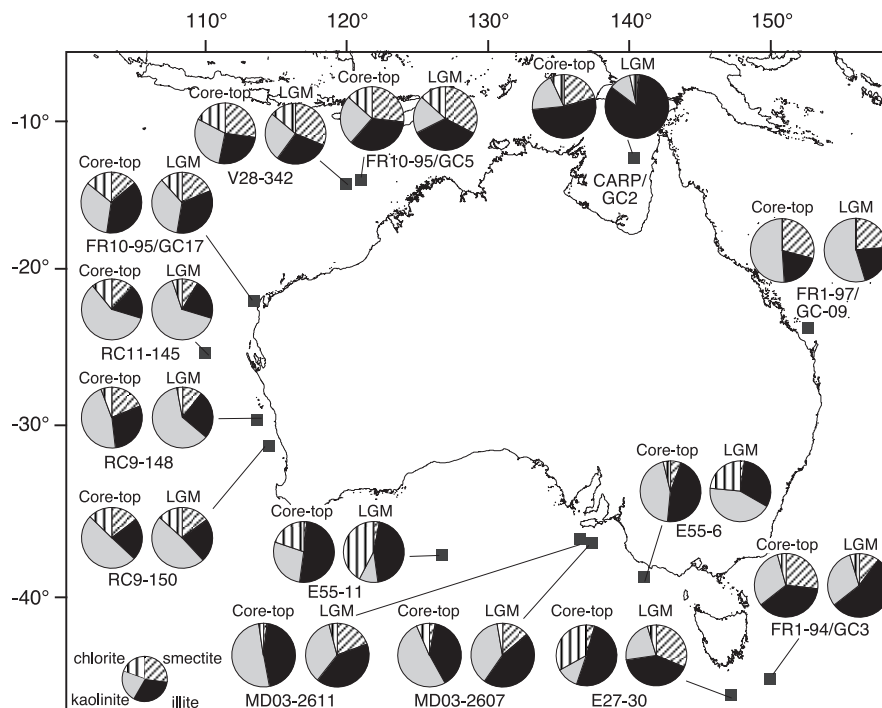 110° 120° 130° 140° 150°
-10°
-20°
-30°
-40°
Core-top LGM
V28-342
Core-top LGM
FR10-95/GC5
Core-top LGM
CARP/
GC2
Core-top LGM
FR10-95/GC17
Core-top LGM
FR1-97/
GC-09
Core-top LGM
RC11-145
Core-top LGM
RC9-148
Core-top LGM
RC9-150
Core-top LGM
E55-11
Core-top LGM
E55-6
Core-top LGM
FR1-94/GC3
Core-top LGM
MD03-2611
Core-top LGM
MD03-2607
Core-top LGM
E27-30
chlorite smectite
kaolinite illite